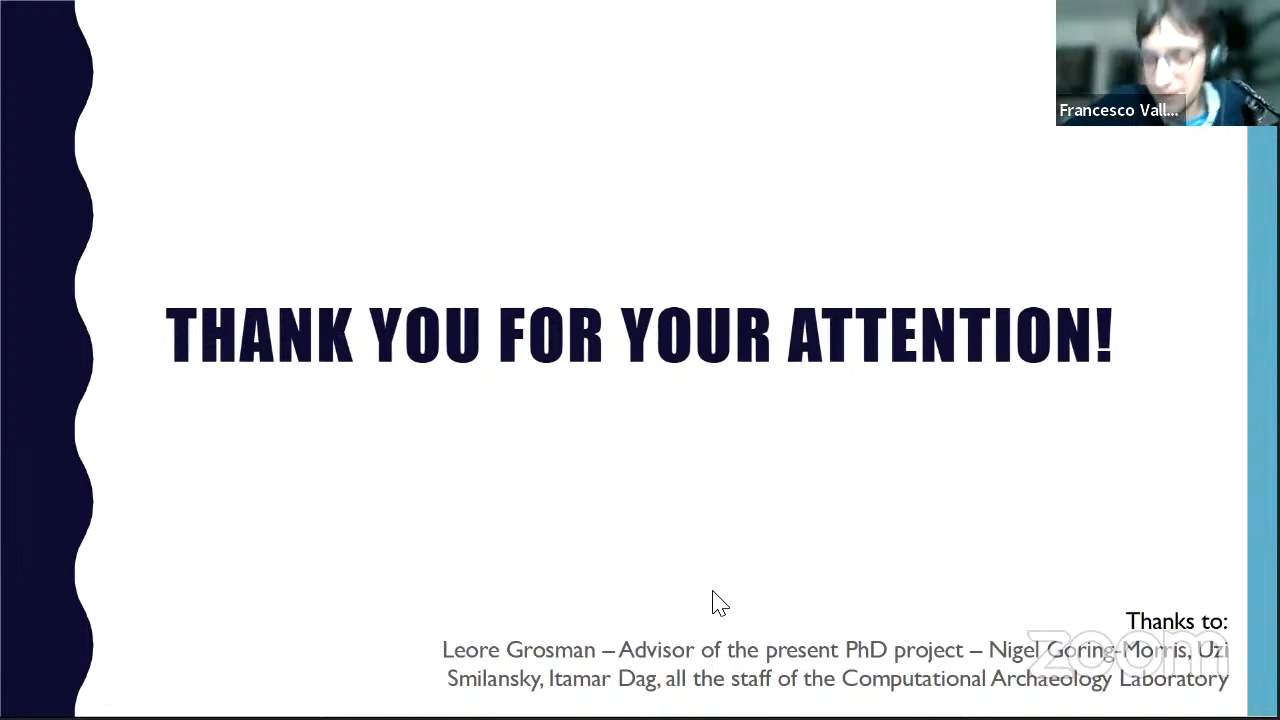 Francesco Vall...
THANK YOU FOR YOUR ATTENTION!
Thanks to:
Leore Grosman – Advisor of the present PhD project – Nigel Goring-Morris, Uzi
Smilansky, Itamar Dag, all the staff of the Computational Archaeology Laboratory
zoom